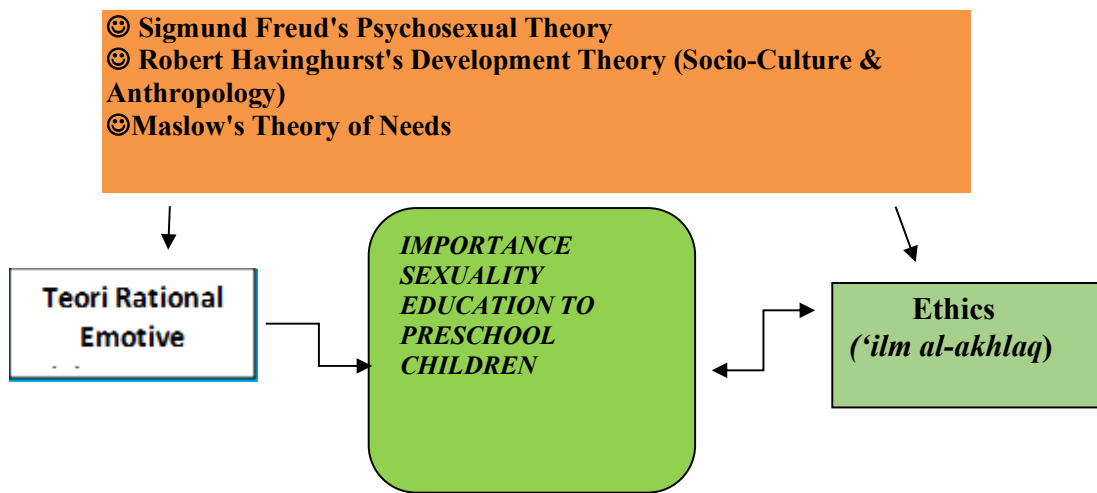 ☺ Sigmund Freud's Psychosexual Theory
☺ Robert Havinghurst's Development Theory (Socio-Culture &
Anthropology)
☺Maslow's Theory of Needs
IMPORTANCE
SEXUALITY
EDUCATION TO
PRESCHOOL
CHILDREN
Teori Rational
Emotive
Ethics
(‘ilm al-akhlaq)